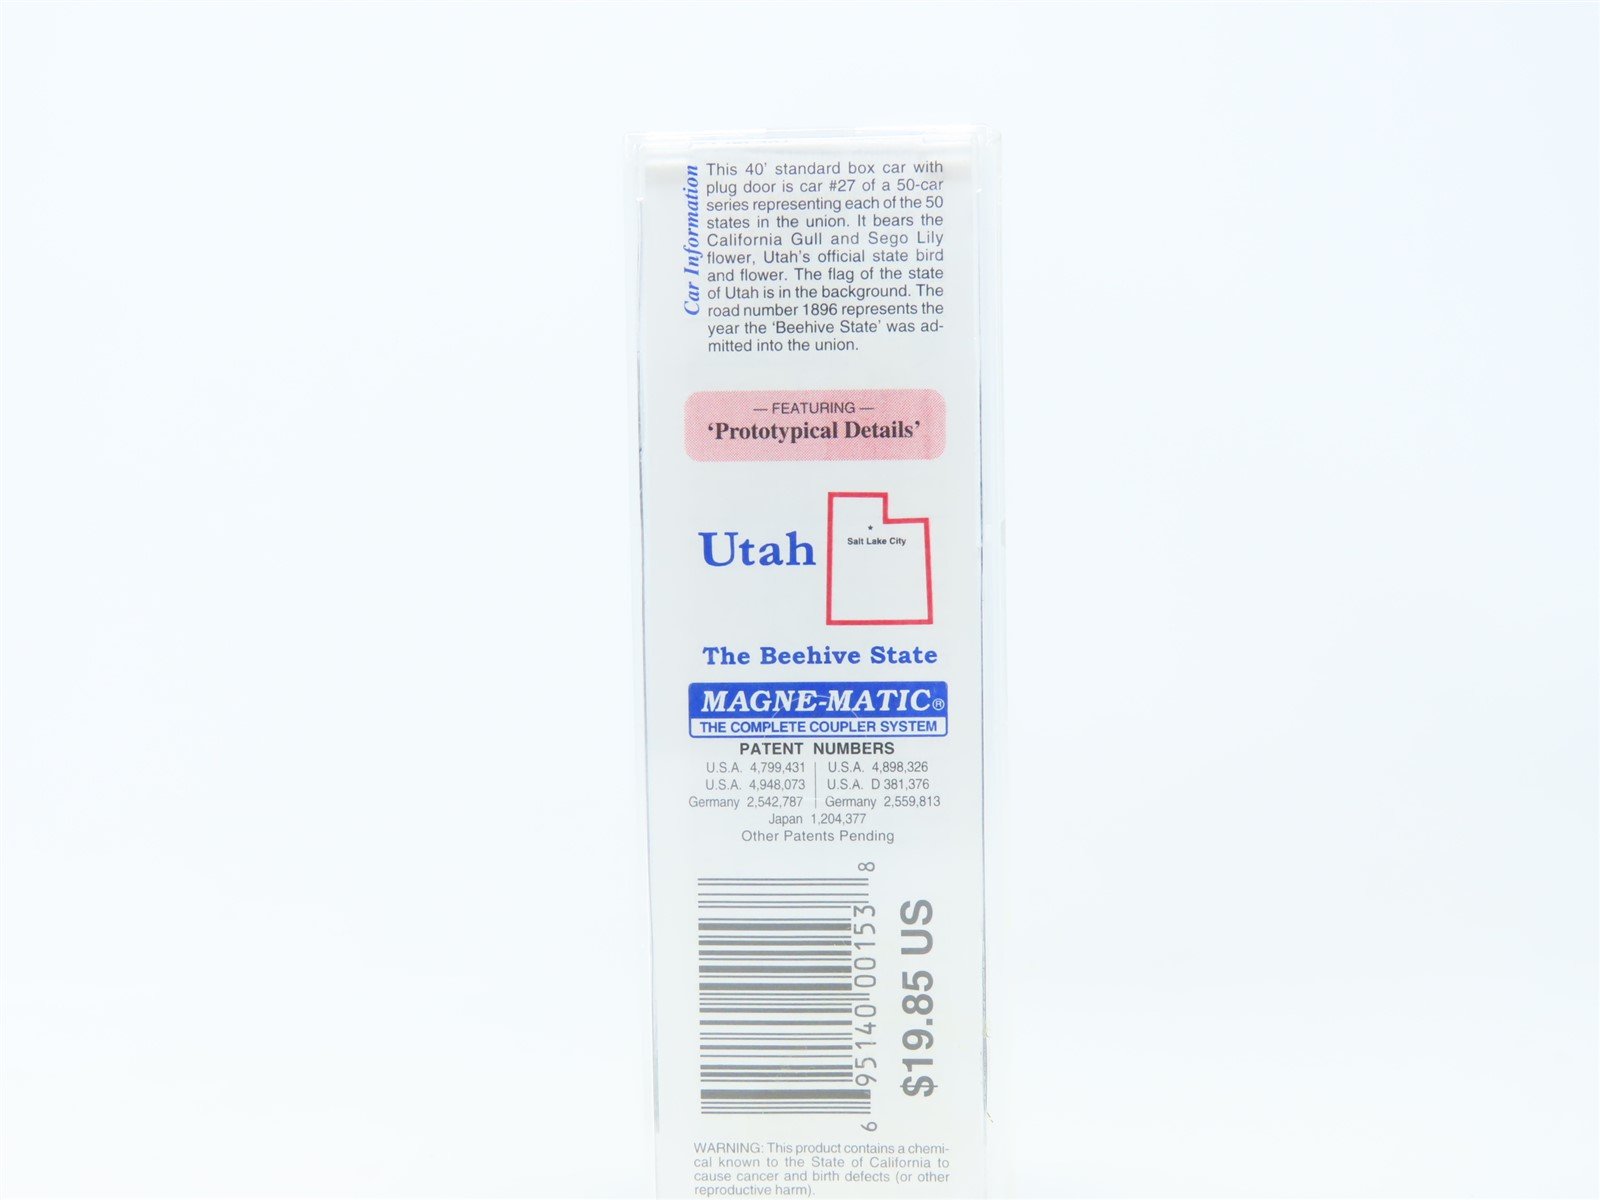 Car Information
This 40' standard box car with
plug door is car #27 of a 50-car
series representing each of the 50
states in the union. It bears the
California Gull and Sego Lily
flower, Utah's official state bird
and flower. The flag of the state
of Utah is in the background. The
road number 1896 represents the
year the 'Beehive State' was ad-
mitted into the union.
— FEATURING —
'Prototypical Details'
Utah
Salt Lake City
The Beehive State
MAGNE-MATIC®
THE COMPLETE COUPLER SYSTEM
PATENT NUMBERS
U.S.A. 4,799,431 | U.S.A. 4,898,326
U.S.A. 4,948,073 | U.S.A. D 381,376
Germany 2,542,787 | Germany 2,559,813
Japan 1,204,377
Other Patents Pending
6 95140 00153 8
$19.85 US
WARNING: This product contains a chemi-
cal known to the State of California to
cause cancer and birth defects (or other
reproductive harm).